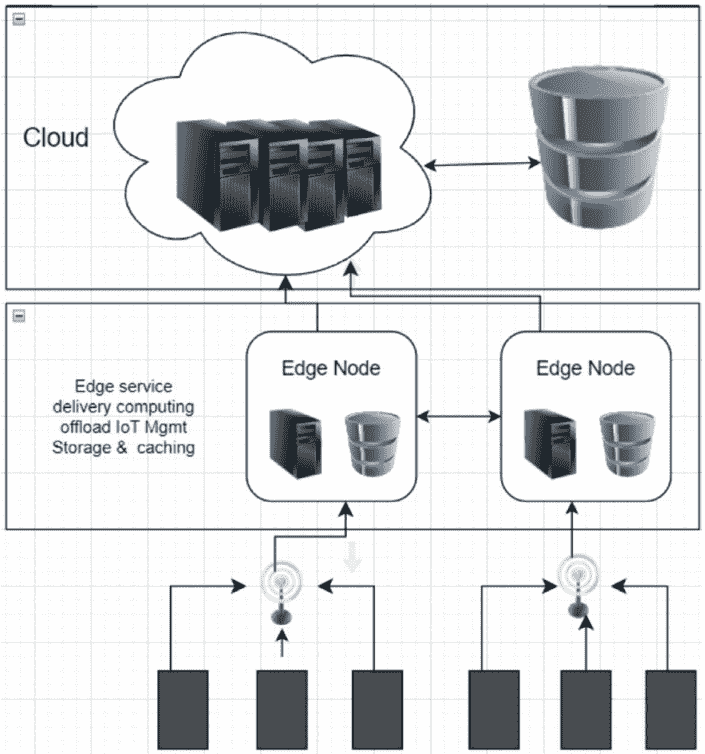 Cloud
Edge Node
Edge Node
Edge service
delivery computing
offload IoT Mgmt
Storage & caching